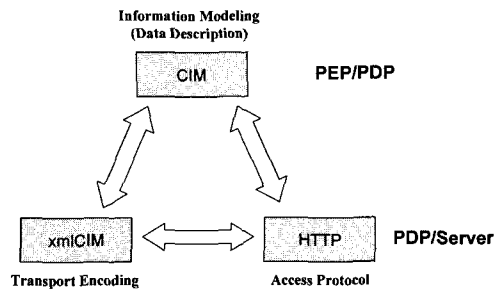 Information Modeling
(Data Description)
CIM
PEP/PDP
xmlCIM
HTTP
PDP/Server
Transport Encoding
Access Protocol